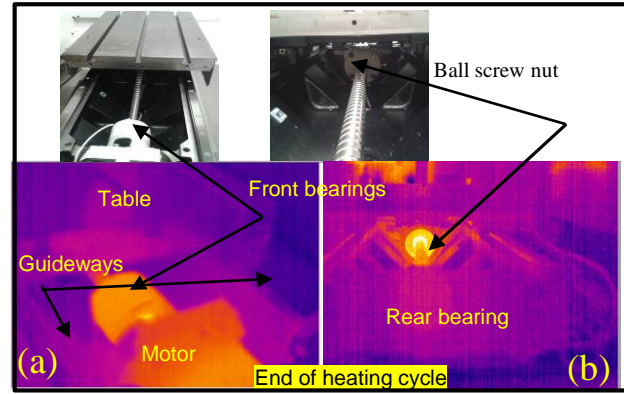 Ball screw nut
Table
Front bearings
Guideways
Rear bearing
Motor
(a)
(b)
End of heating cycle